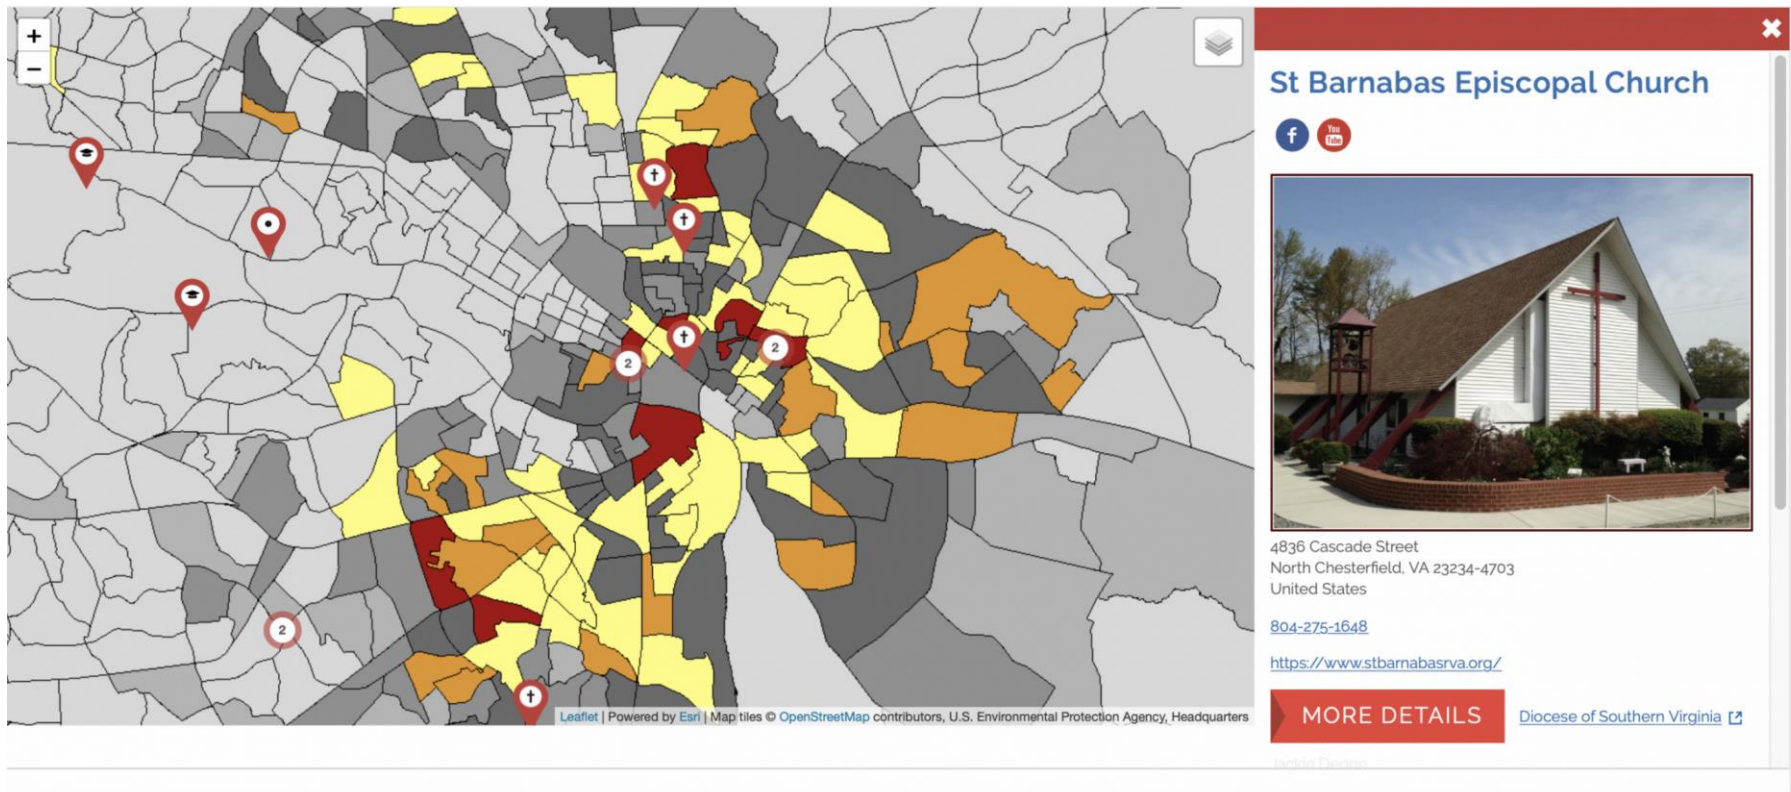 +
−
2
2
2
Leaflet | Powered by Esri | Map tiles © OpenStreetMap contributors, U.S. Environmental Protection Agency, Headquarters
St Barnabas Episcopal Church
f
You
Tube
4836 Cascade Street
North Chesterfield, VA 23234-4703
United States
804-275-1648
https://www.stbarnabasrva.org/
MORE DETAILS
Diocese of Southern Virginia